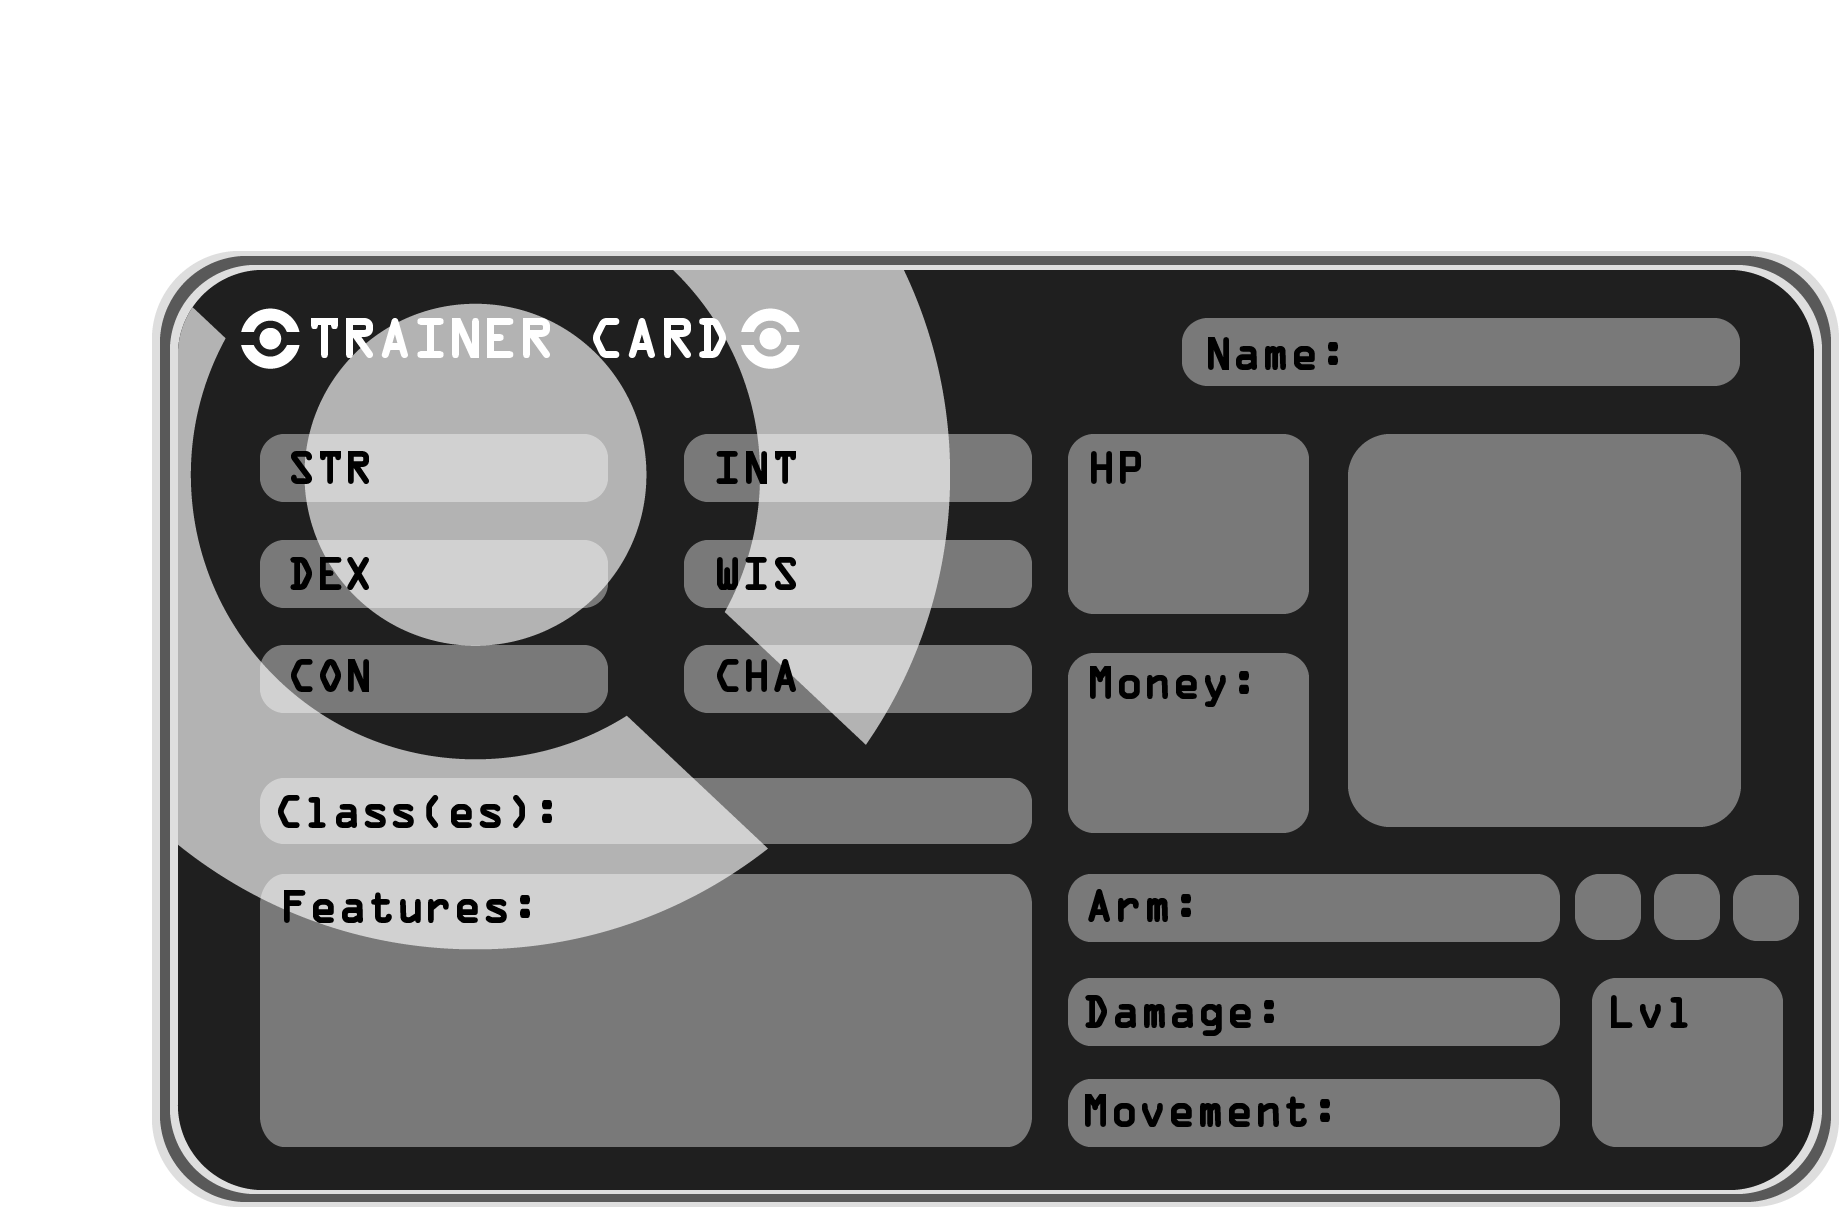 TRAINER CARD
Name:
STR
INT
HP
DEX
WIS
CON
CHA
Money:
Class(es):
Features:
Arm:
Damage:
Lvl
Movement: